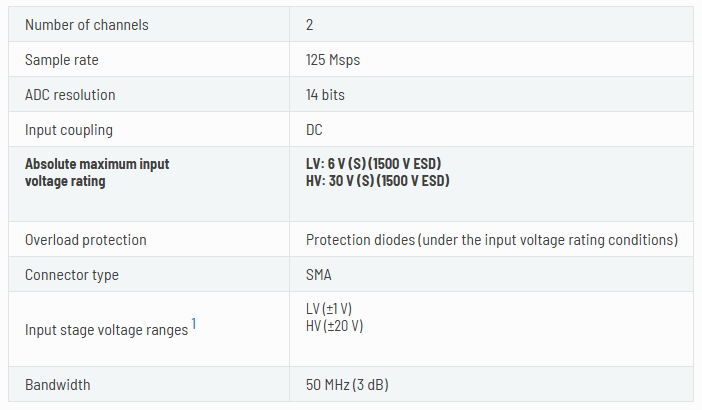 Number of channels
2
Sample rate
125 Msps
ADC resolution
14 bits
Input coupling
DC
Absolute maximum input
voltage rating
LV: 6 V (S) (1500 V ESD)
HV: 30 V (S) (1500 V ESD)
Overload protection
Protection diodes (under the input voltage rating conditions)
Connector type
SMA
Input stage voltage ranges 1
LV (±1 V)
HV (±20 V)
Bandwidth
50 MHz (3 dB)